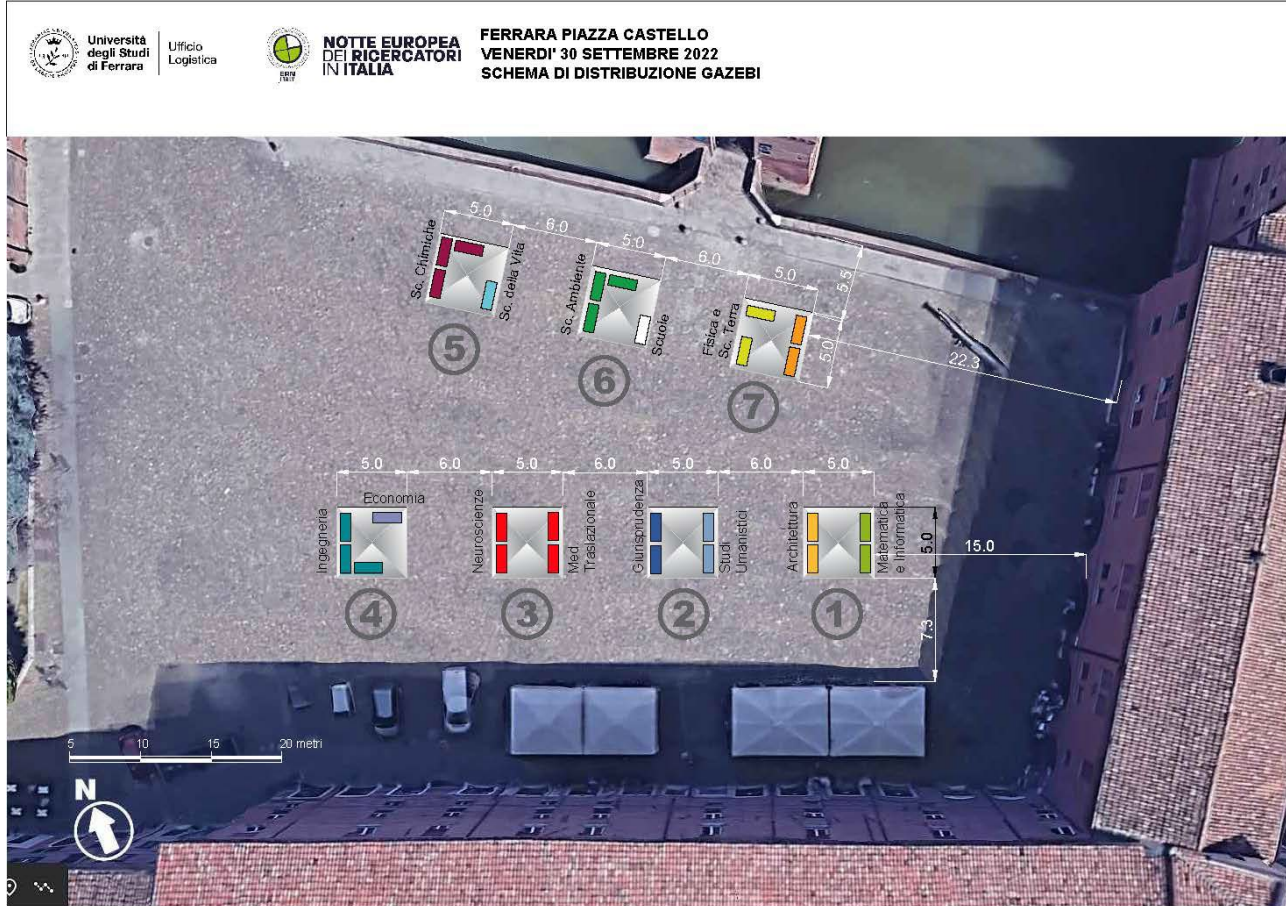 Università
degli Studi
di Ferrara
Ufficio
Logistica
ERN
NOTTE EUROPEA
DEI RICERCATORI
IN ITALIA
FERRARA PIAZZA CASTELLO
VENERDI' 30 SETTEMBRE 2022
SCHEMA DI DISTRIBUZIONE GAZEBI
5.0
6.0
5.0
6.0
5.0
5.5
5.0
22.3
Sc. Chimiche
Sc. della Vita
Sc. Ambiente
Scuole
Fisica e
Sc. Terra
5
6
7
5.0
6.0
5.0
6.0
5.0
6.0
5.0
5.0
15.0
7.3
Ingegneria
Economia
Neuroscienze
Med
Traslazionale
Giurisprudenza
Studi
Umanistici
Architettura
Matematica
e Informatica
4
3
2
1
5 10 15 20 metri
N